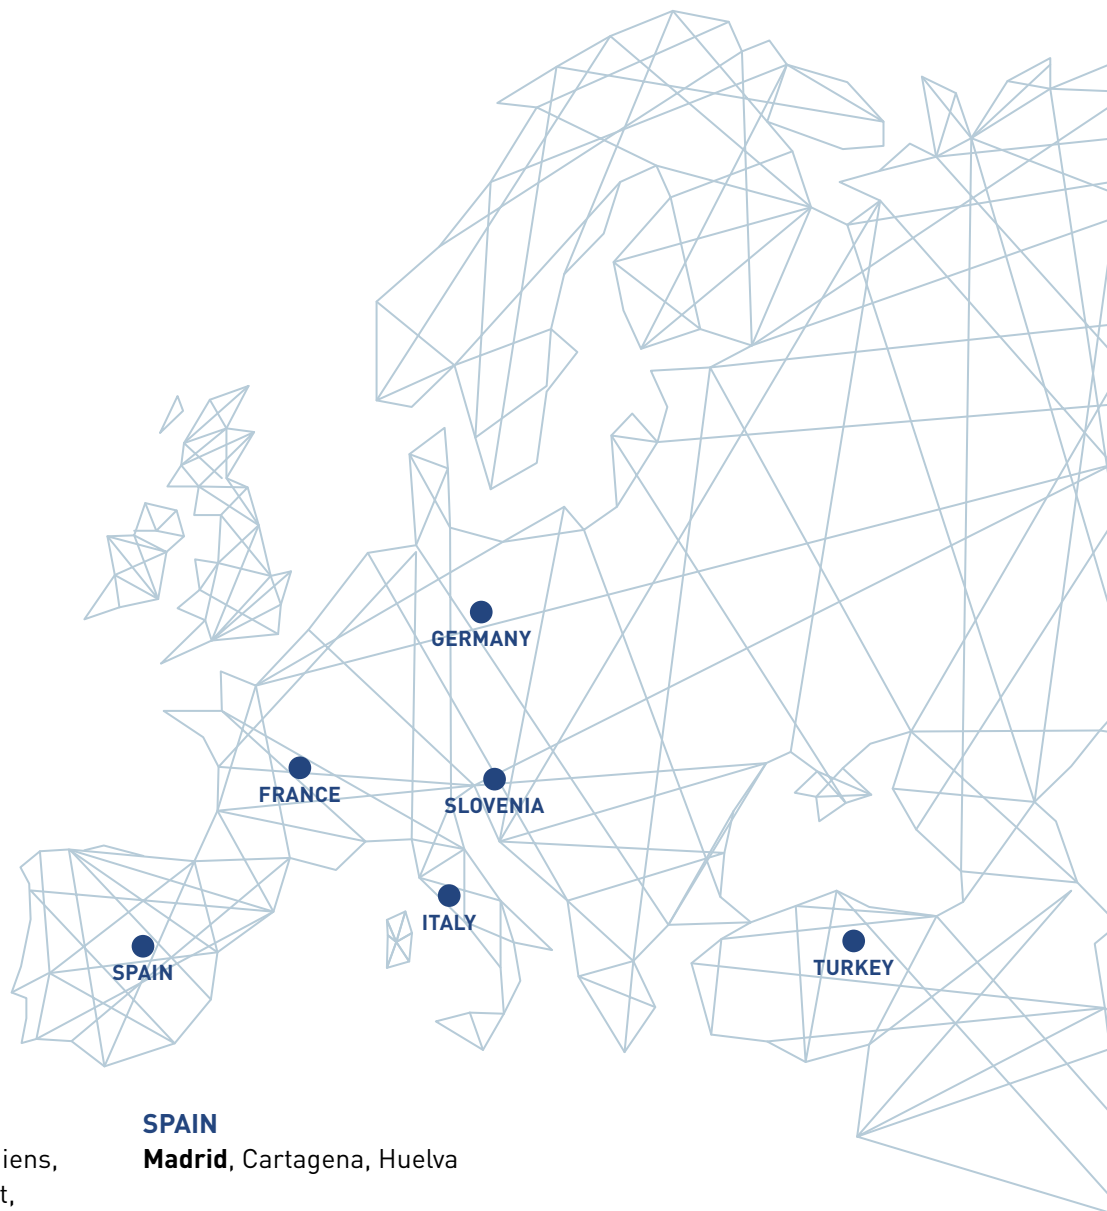 GERMANY
FRANCE
SLOVENIA
ITALY
SPAIN
TURKEY
SPAIN
iens,
Madrid, Cartagena, Huelva
t,